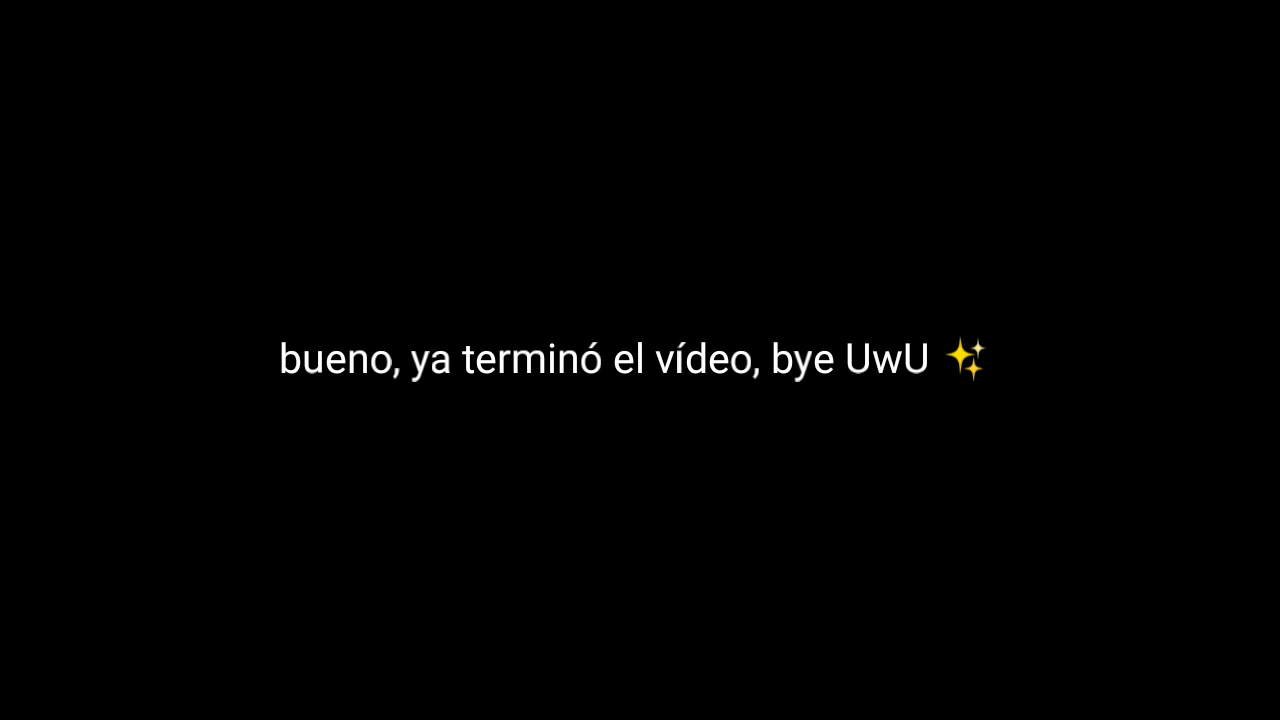 bueno, ya terminó el vídeo, bye UwU ✨